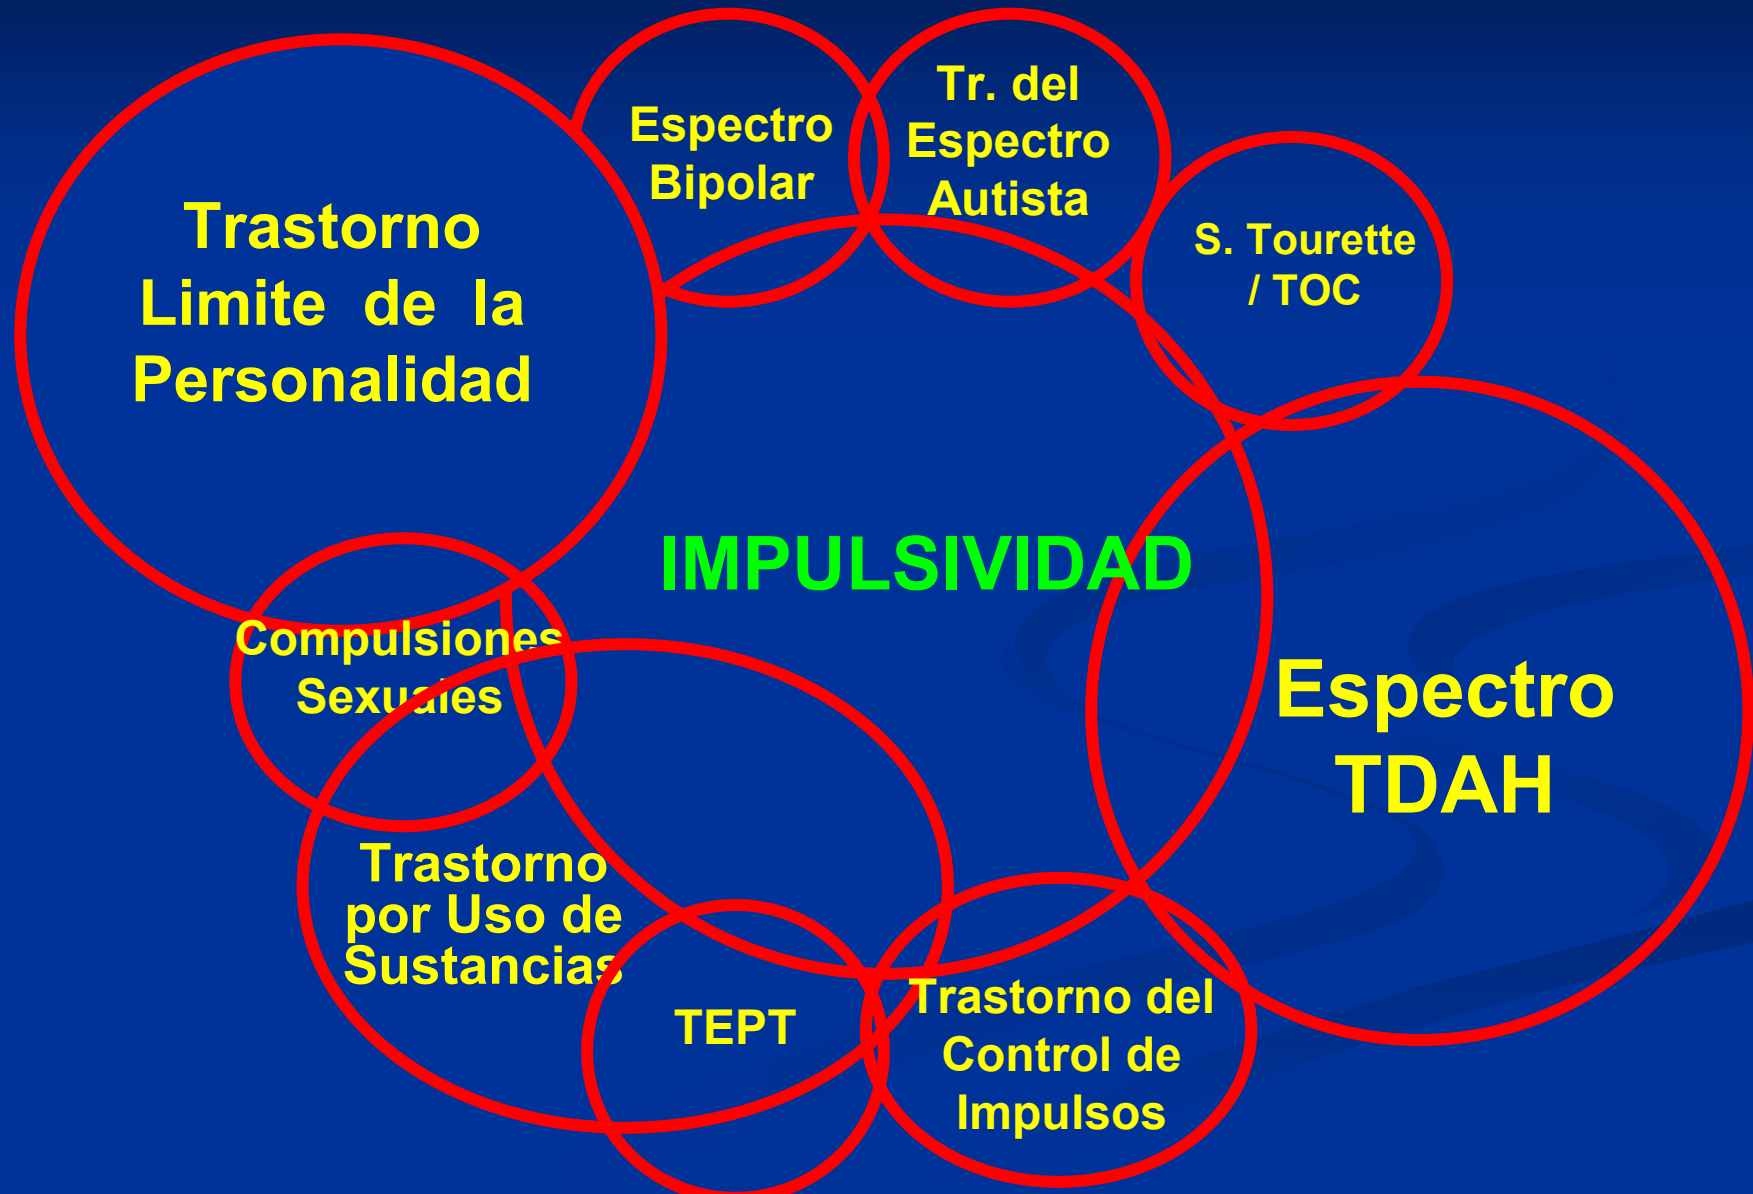 Trastorno
Limite de la
Personalidad
Espectro
Bipolar
Tr. del
Espectro
Autista
S. Tourette
/ TOC
IMPULSIVIDAD
Espectro
TDAH
Compulsiones
Sexuales
Trastorno
por Uso de
Sustancias
TEPT
Trastorno del
Control de
Impulsos